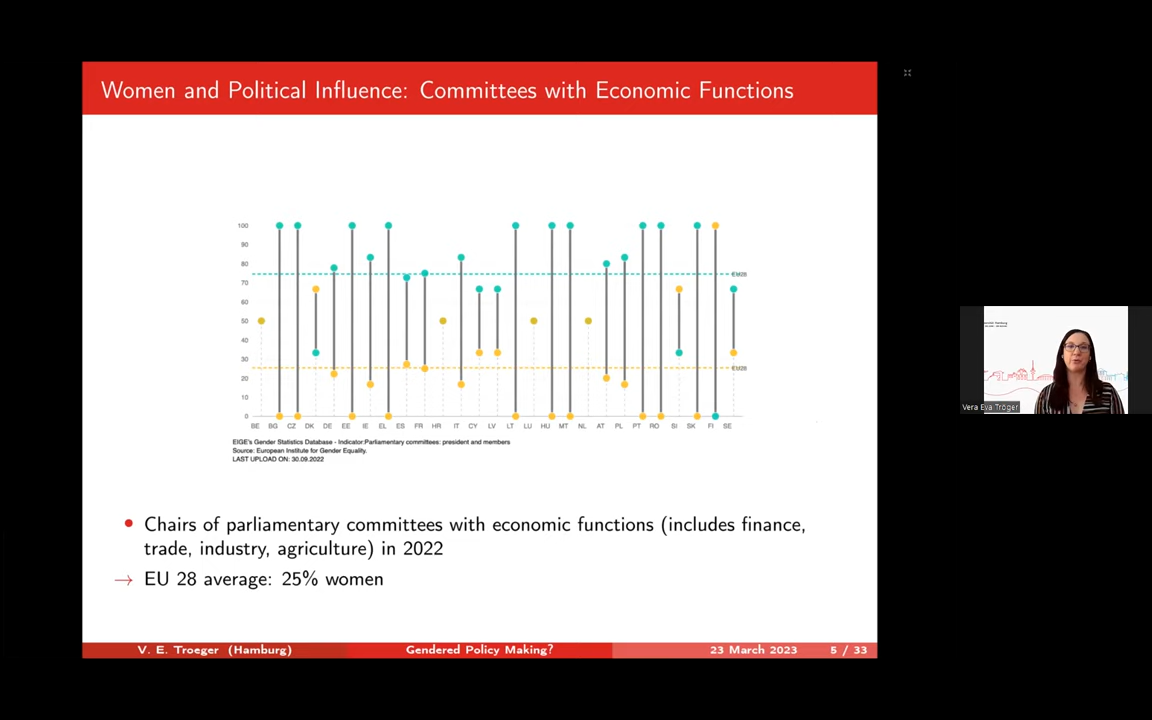 Women and Political Influence: Committees with Economic Functions
100
90
80
70
60
50
40
30
20
10
0
EU28
EU28
BE BG CZ DK DE EE IE EL ES FR HR IT CY LV LT LU HU MT NL AT PL PT RO SI SK FI SE
EIGE's Gender Statistics Database - Indicator:Parliamentary committees: president and members
Source: European Institute for Gender Equality.
LAST UPLOAD ON: 30.09.2022
Chairs of parliamentary committees with economic functions (includes finance,
trade, industry, agriculture) in 2022
→ EU 28 average: 25% women
V. E. Troeger (Hamburg) Gendered Policy Making? 23 March 2023 5 / 33
Vera Eva Tröger